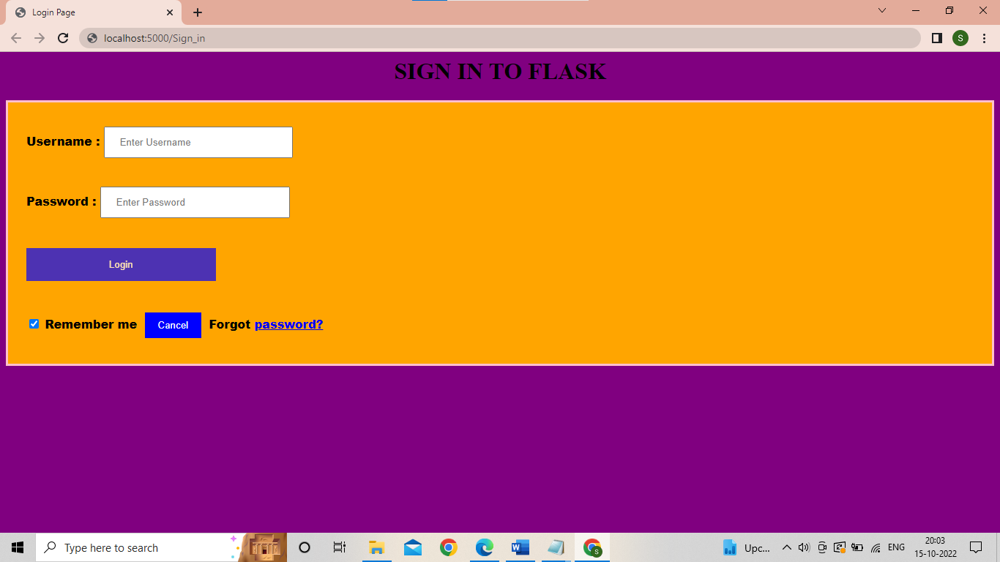 Login Page
localhost:5000/Sign_in
S
SIGN IN TO FLASK
Username : Enter Username
Password : Enter Password
Login
Remember me Cancel Forgot password?
Type here to search
W
S
Upc...
ENG
20:03
15-10-2022